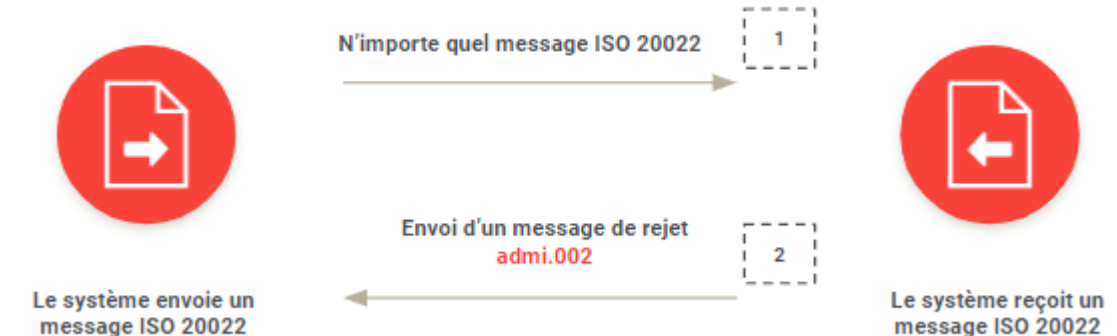 N'importe quel message ISO 20022
1
Envoi d'un message de rejet
admi.002
2
Le système envoie un
message ISO 20022
Le système reçoit un
message ISO 20022